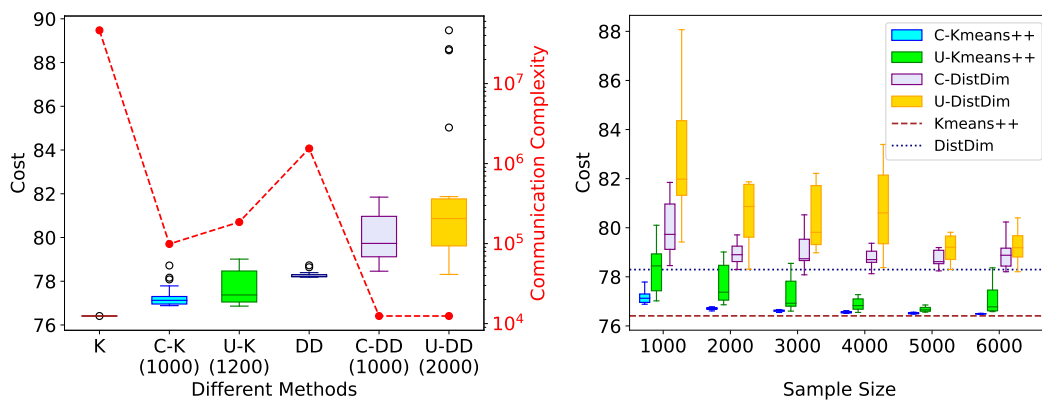 90
88
86
84
82
80
78
76
Cost
10^7
10^6
10^5
10^4
Communication Complexity
K
C-K
(1000)
U-K
(1200)
DD
C-DD
(1000)
U-DD
(2000)
Different Methods
88
86
84
82
80
78
76
Cost
C-Kmeans++
U-Kmeans++
C-DistDim
U-DistDim
Kmeans++
DistDim
1000 2000 3000 4000 5000 6000
Sample Size